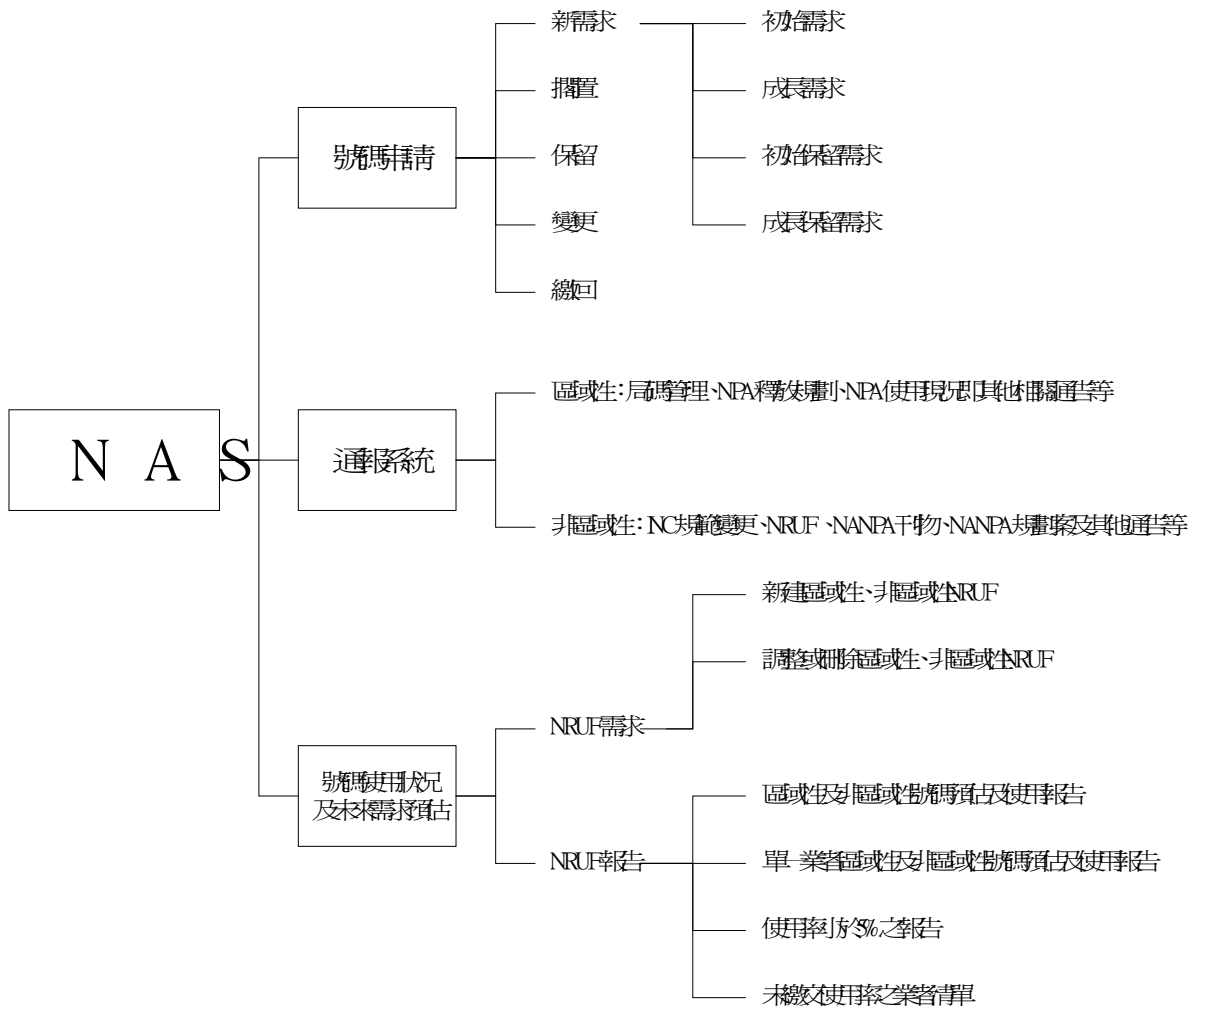 新需求
初始需求
擱置
成長需求
號碼申請
保留
初始保留需求
變更
成長保留需求
繳回
區域性：局碼管理、NPA釋放規劃、NPA使用現況即其他相關通告等
NAS
通報系統
非區域性：INC規範變更、NRUF、NANPA刊物、NANPA規劃案及其他通告等
新建區域性、非區域性NRUF
調整或刪除區域性、非區域性NRUF
NRUF需求
號碼使用狀況
及未來需求預估
區域性及非區域性號碼預估及使用報告
NRUF報告
單一業者區域性及非區域性號碼預估及使用報告
使用率小於5%之報告
未繳交使用率之業者清單